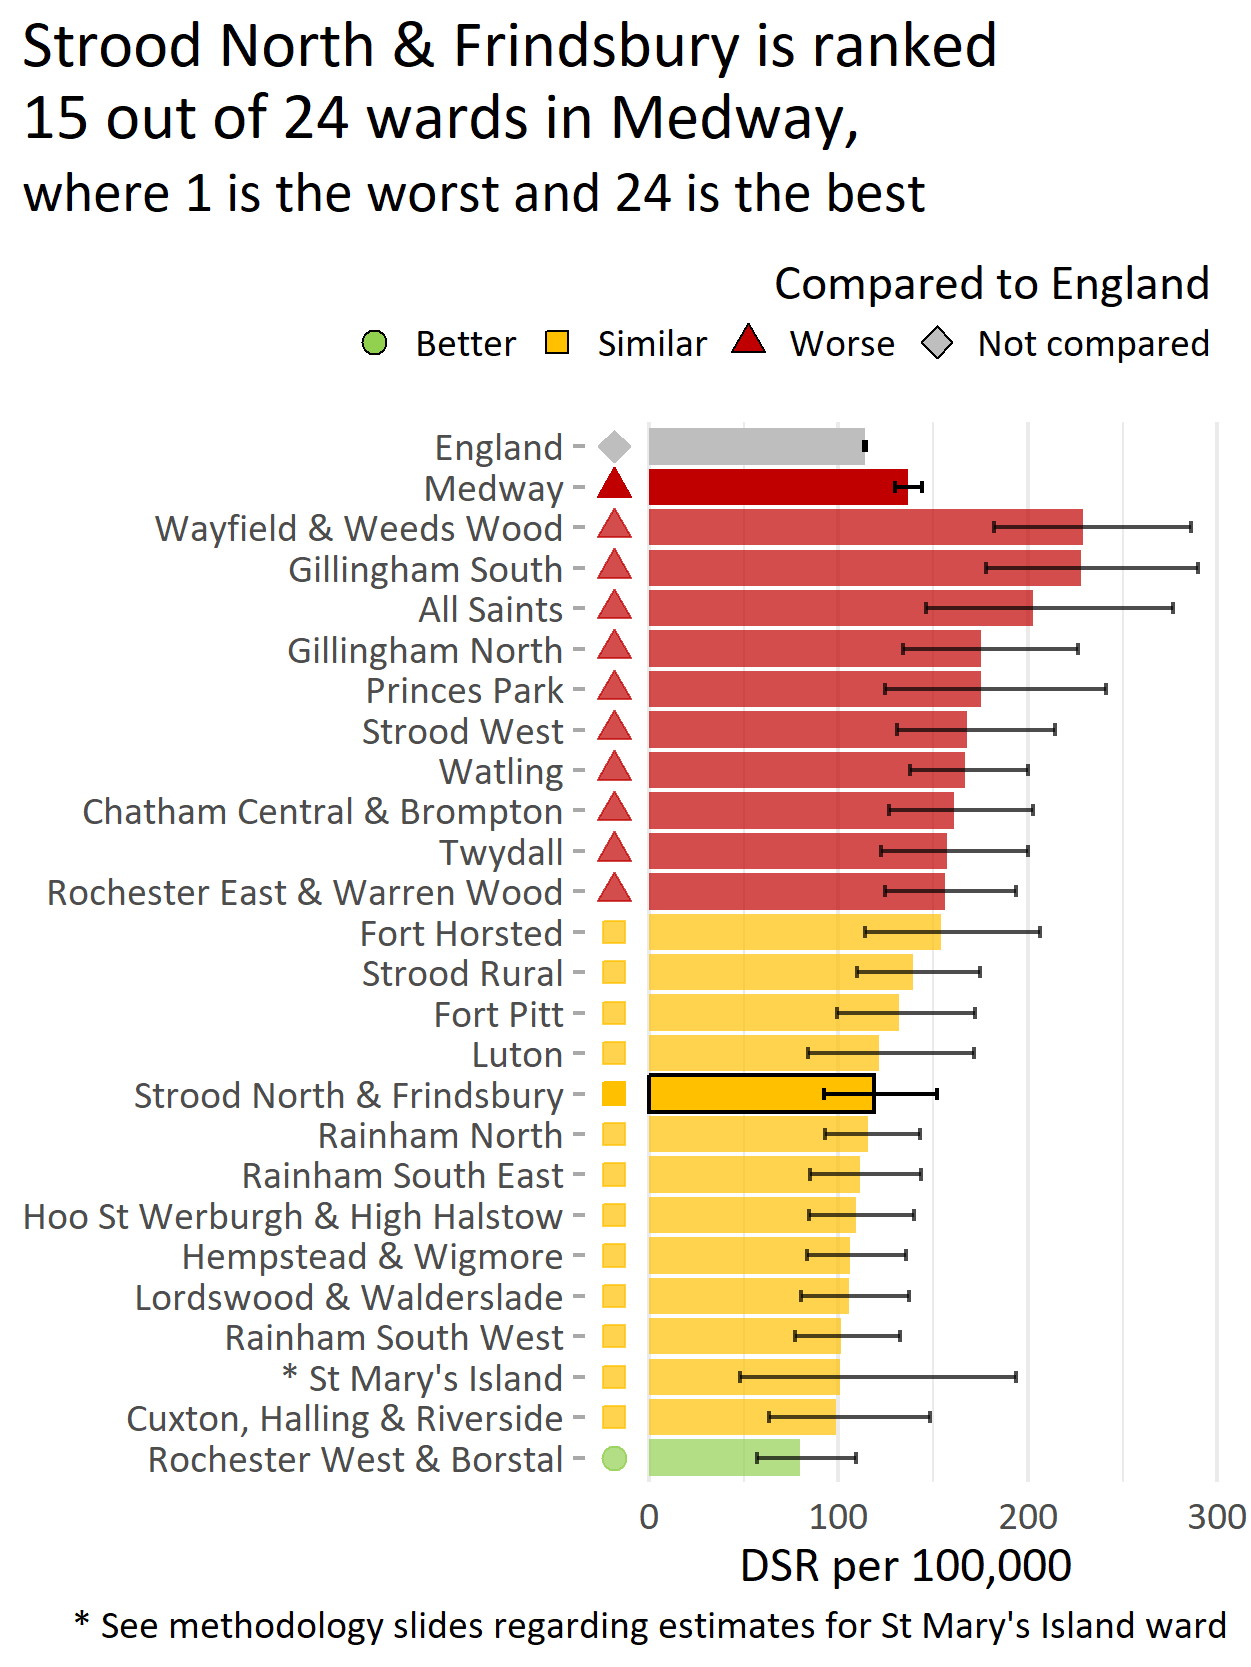 Strood North & Frindsbury is ranked
15 out of 24 wards in Medway,
where 1 is the worst and 24 is the best
Compared to England
Better Similar Worse Not compared
England
Medway
Wayfield & Weeds Wood
Gillingham South
All Saints
Gillingham North
Princes Park
Strood West
Watling
Chatham Central & Brompton
Twydall
Rochester East & Warren Wood
Fort Horsted
Strood Rural
Fort Pitt
Luton
Strood North & Frindsbury
Rainham North
Rainham South East
Hoo St Werburgh & High Halstow
Hempstead & Wigmore
Lordswood & Walderslade
Rainham South West
* St Mary's Island
Cuxton, Halling & Riverside
Rochester West & Borstal
0 100 200 300
DSR per 100,000
* See methodology slides regarding estimates for St Mary's Island ward